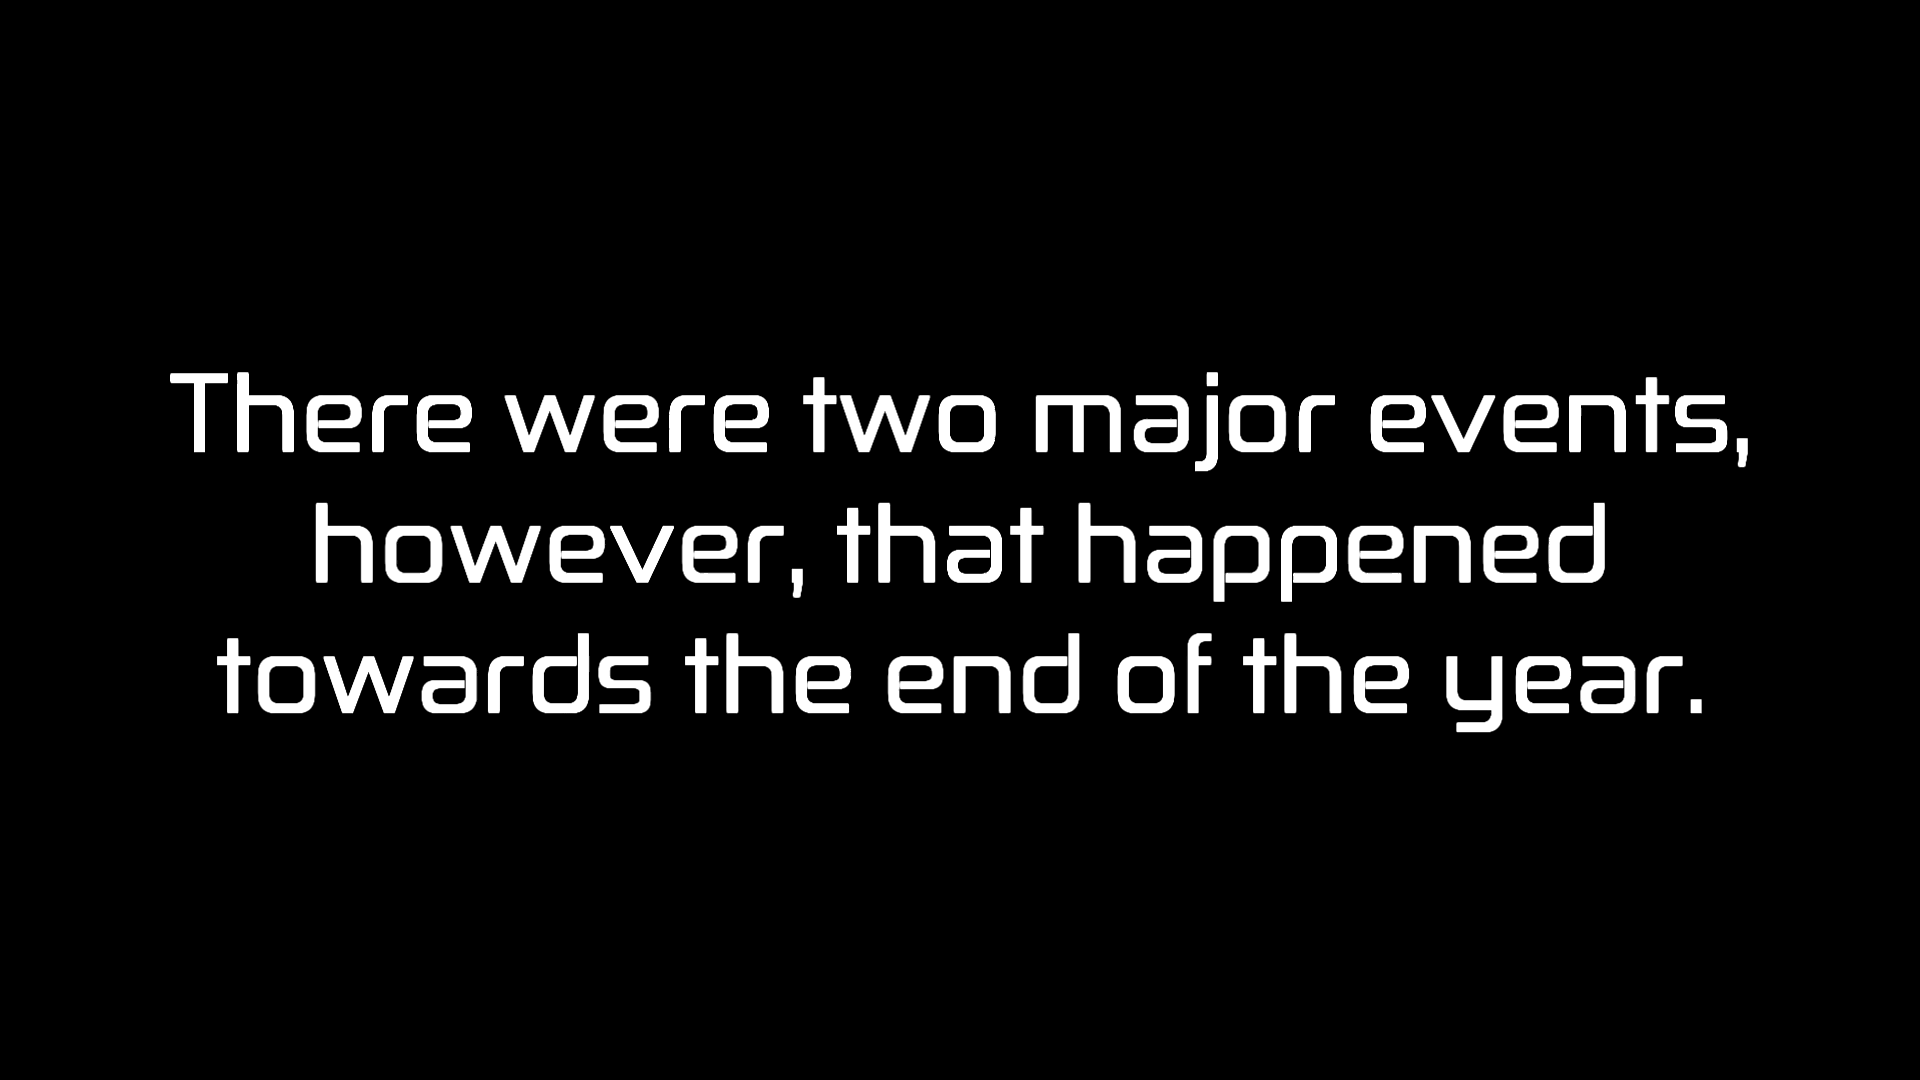 There were two major events,
however, that happened
towards the end of the year.